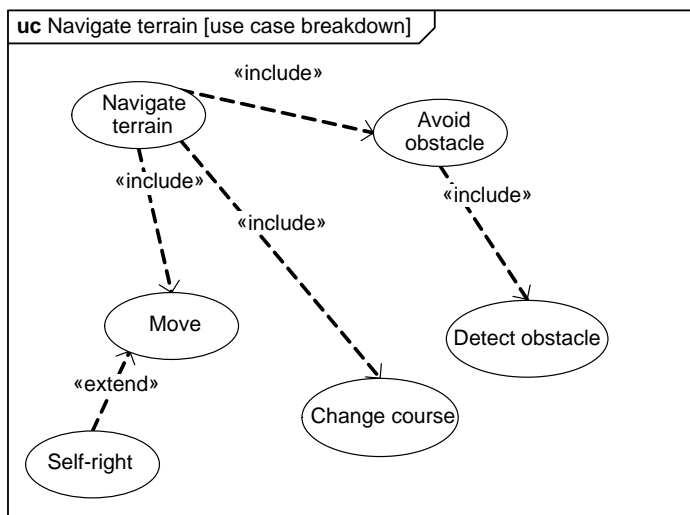 uc Navigate terrain [use case breakdown]
«include»
Navigate
terrain
Avoid
obstacle
«include»
«include»
«include»
Move
Detect obstacle
«extend»
Change course
Self-right